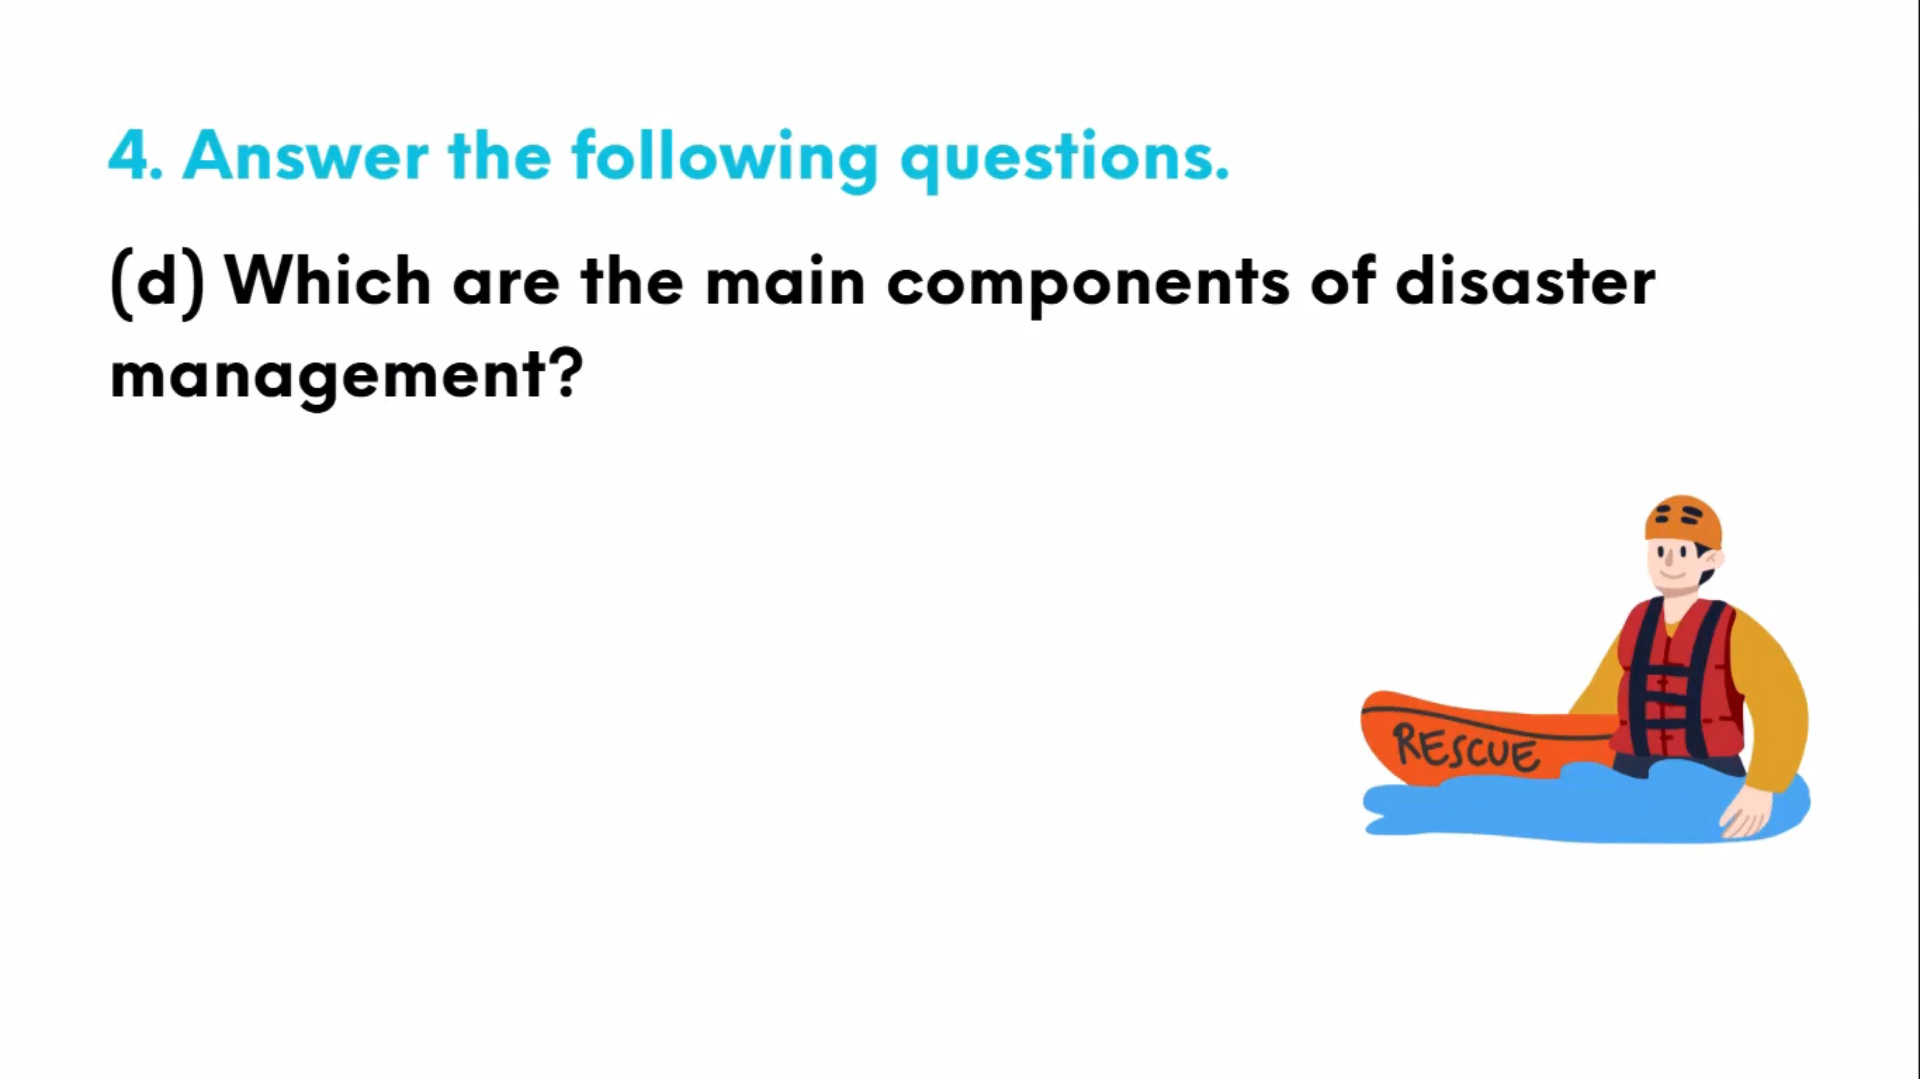 4. Answer the following questions.
(d) Which are the main components of disaster
management?
RESCUE